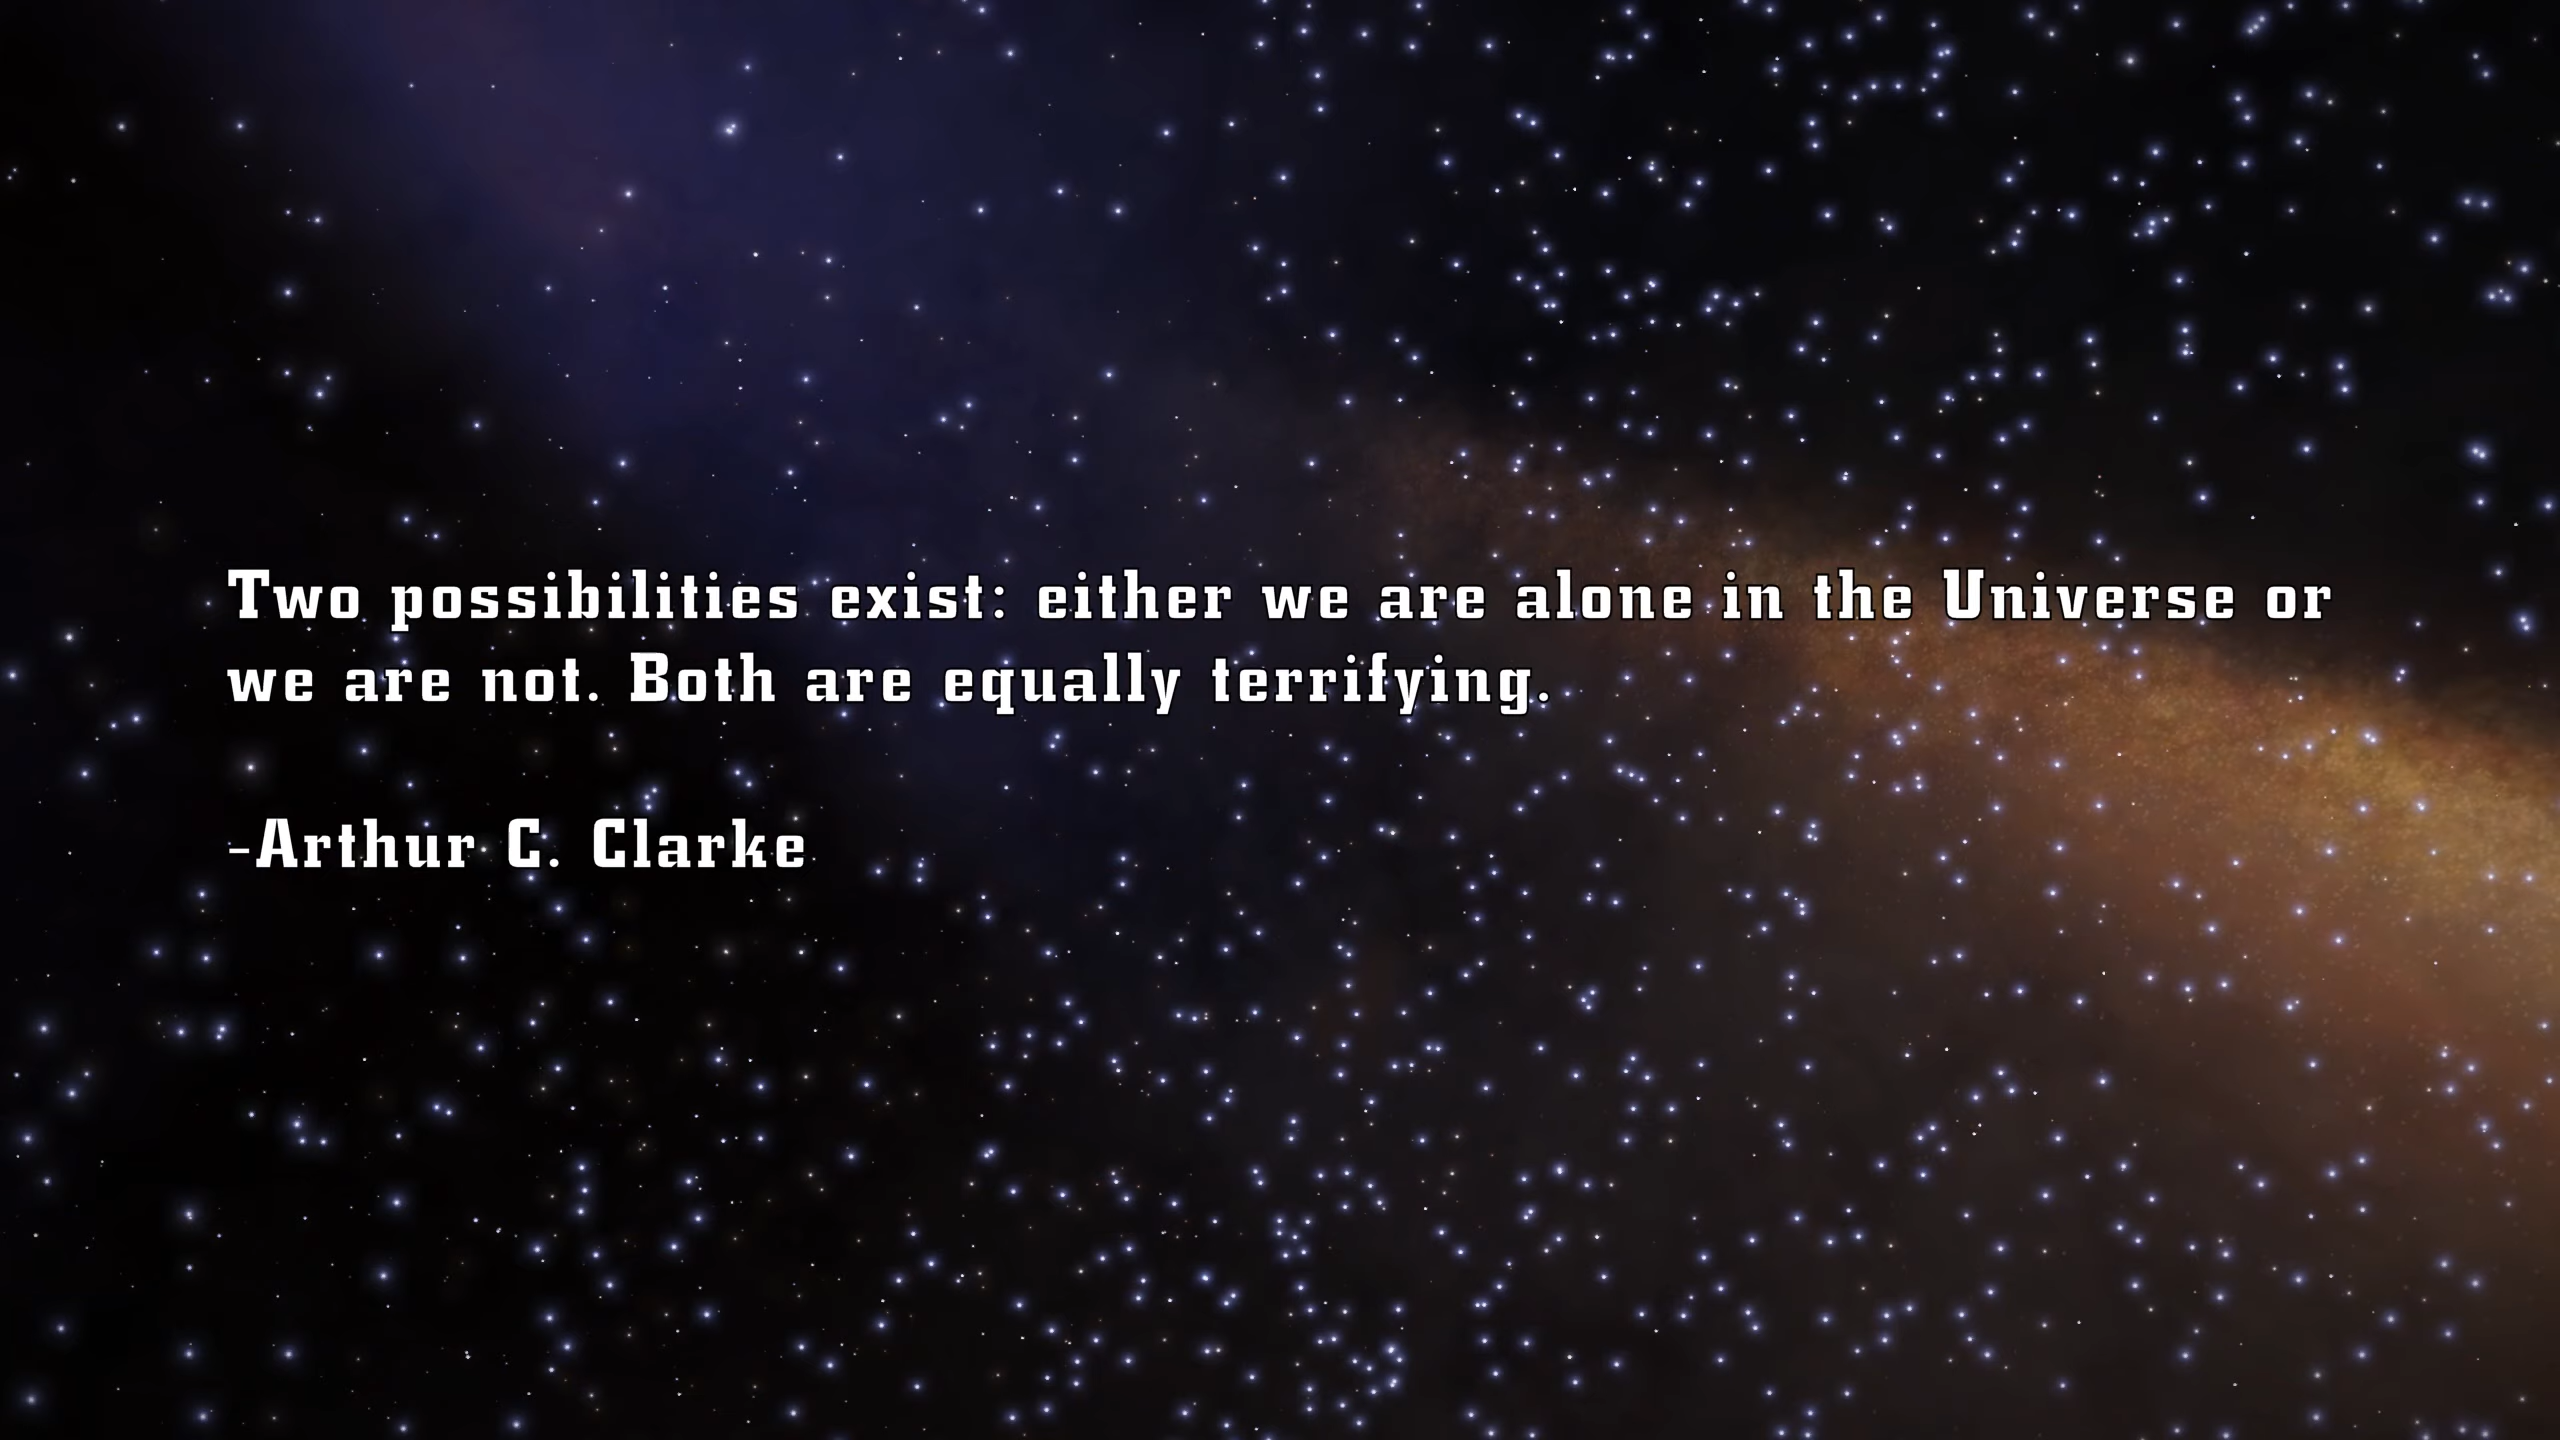 Two possibilities exist: either we are alone in the Universe or
we are not. Both are equally terrifying.
-Arthur C. Clarke